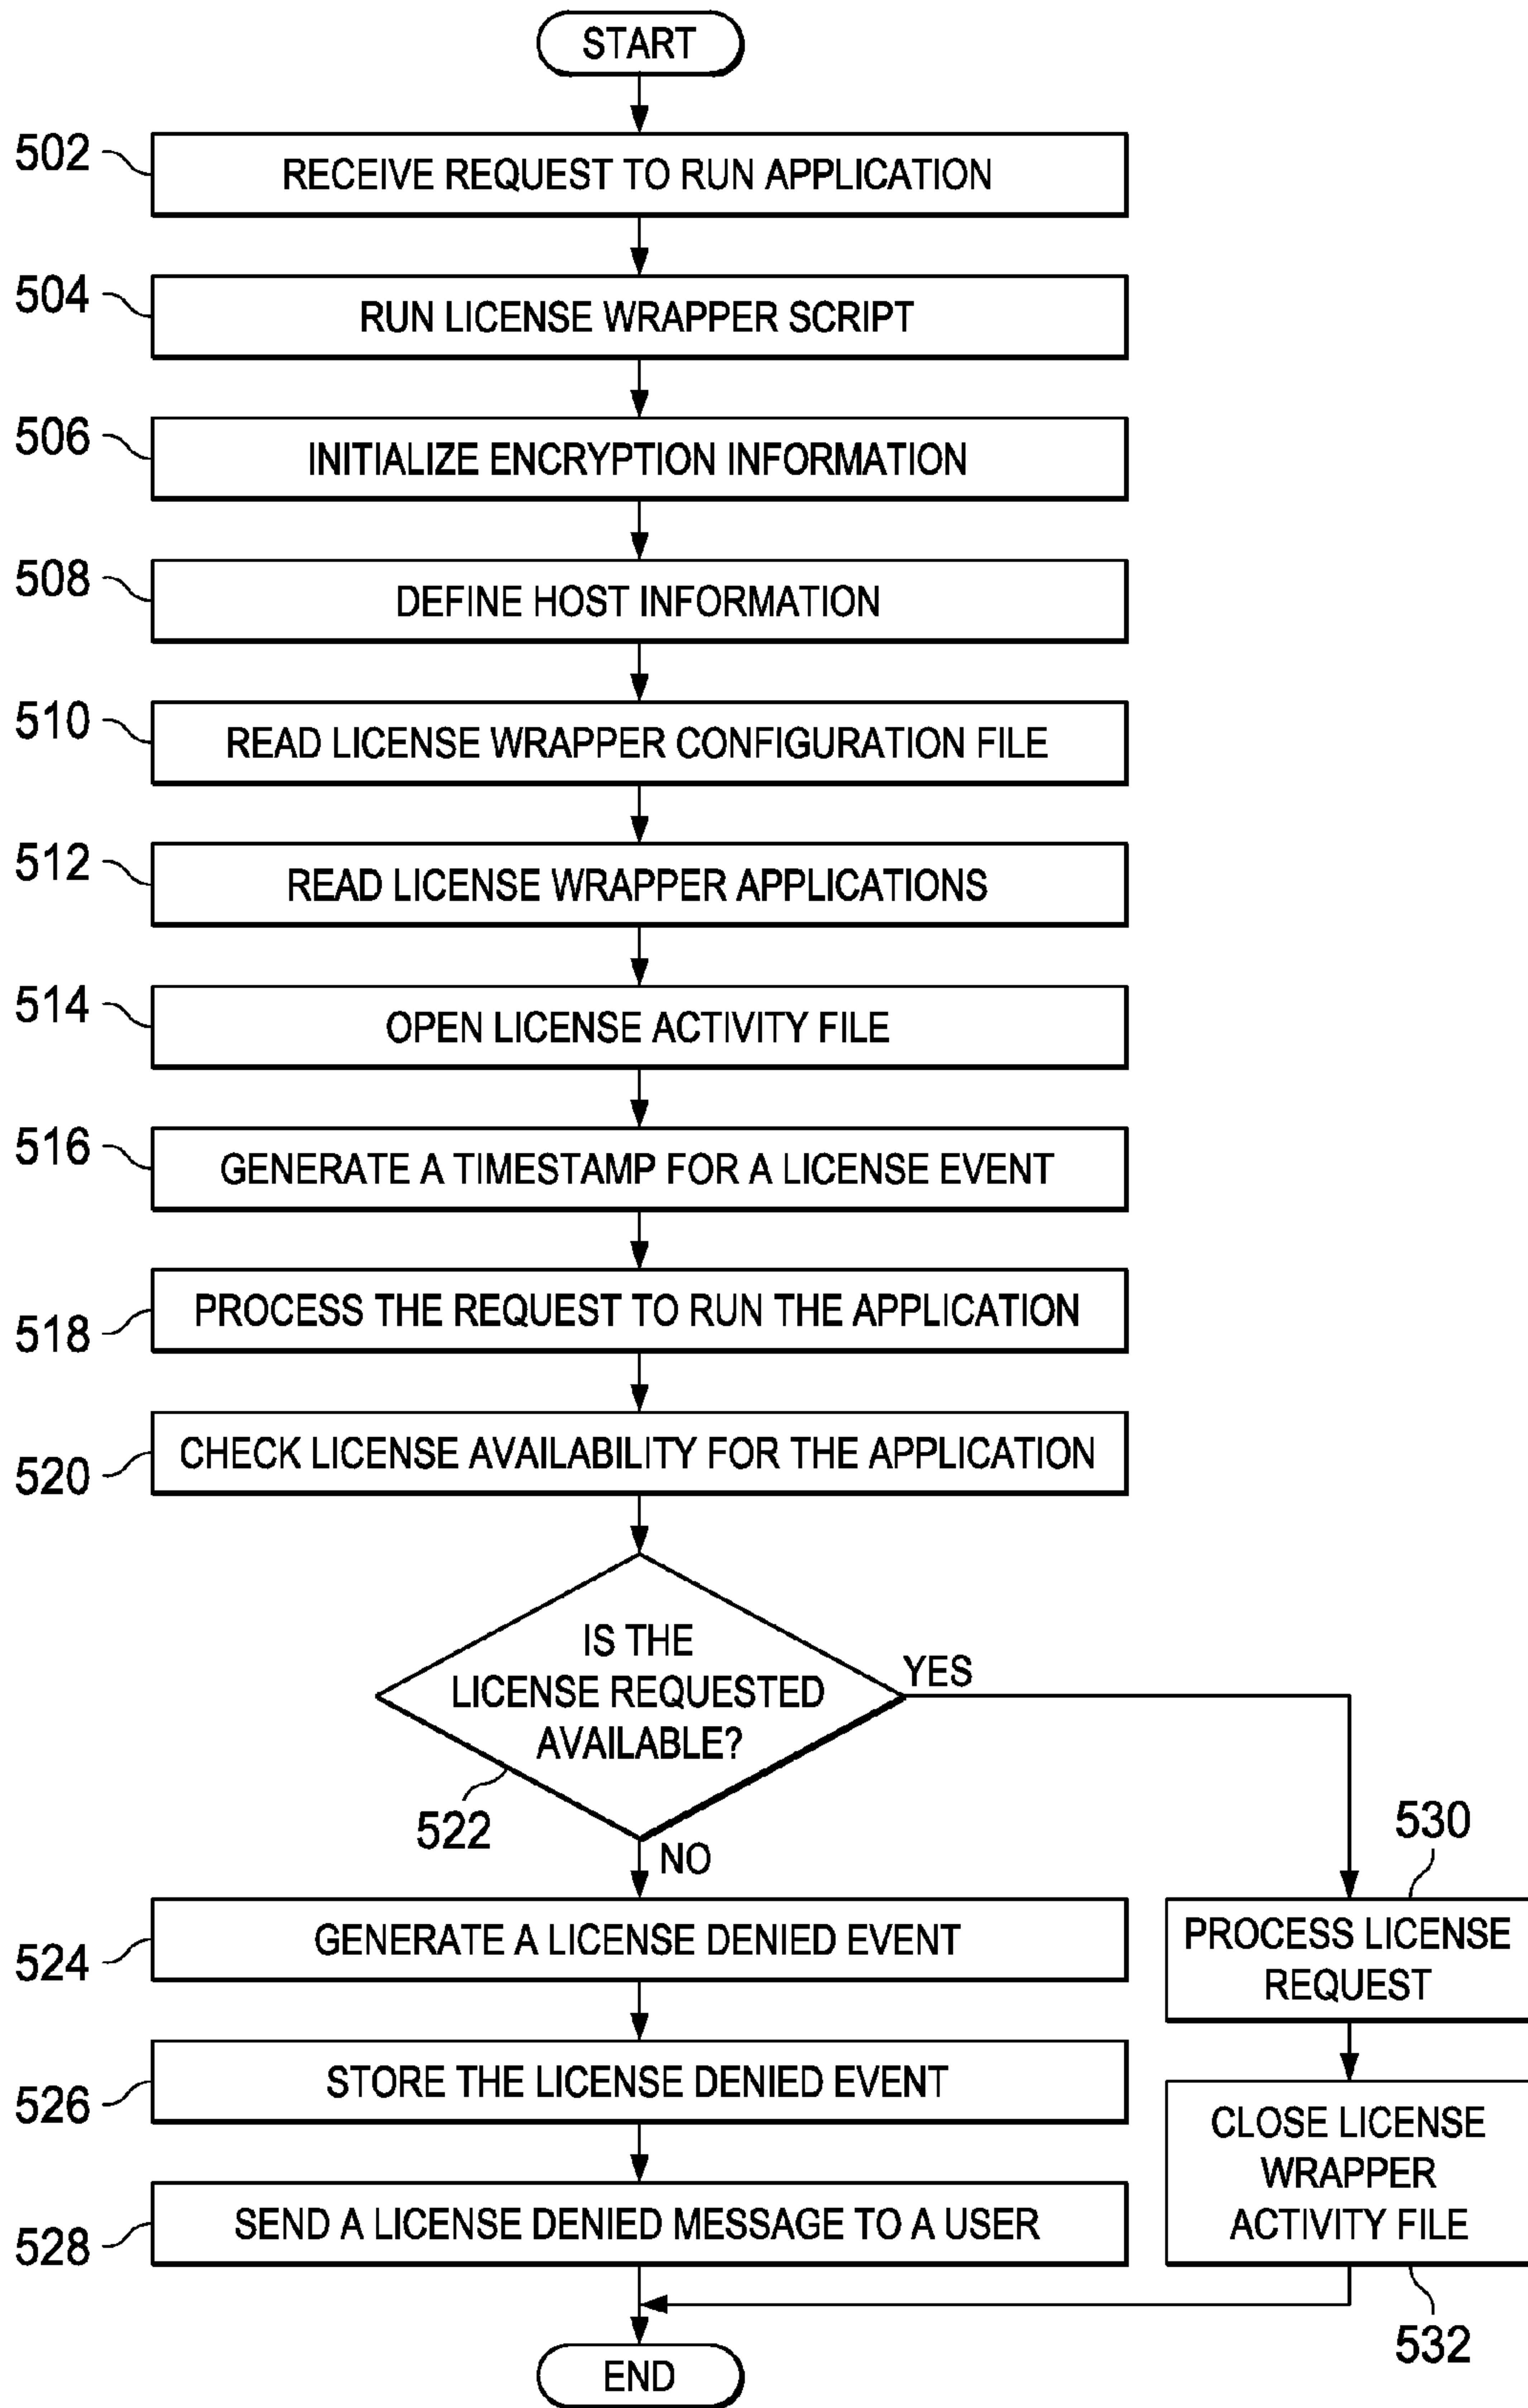 START
502
RECEIVE REQUEST TO RUN APPLICATION
504
RUN LICENSE WRAPPER SCRIPT
506
INITIALIZE ENCRYPTION INFORMATION
508
DEFINE HOST INFORMATION
510
READ LICENSE WRAPPER CONFIGURATION FILE
512
READ LICENSE WRAPPER APPLICATIONS
514
OPEN LICENSE ACTIVITY FILE
516
GENERATE A TIMESTAMP FOR A LICENSE EVENT
518
PROCESS THE REQUEST TO RUN THE APPLICATION
520
CHECK LICENSE AVAILABILITY FOR THE APPLICATION
IS THE
LICENSE REQUESTED
AVAILABLE?
YES
522
NO
524
GENERATE A LICENSE DENIED EVENT
526
STORE THE LICENSE DENIED EVENT
528
SEND A LICENSE DENIED MESSAGE TO A USER
530
PROCESS LICENSE
REQUEST
CLOSE LICENSE
WRAPPER
ACTIVITY FILE
532
END